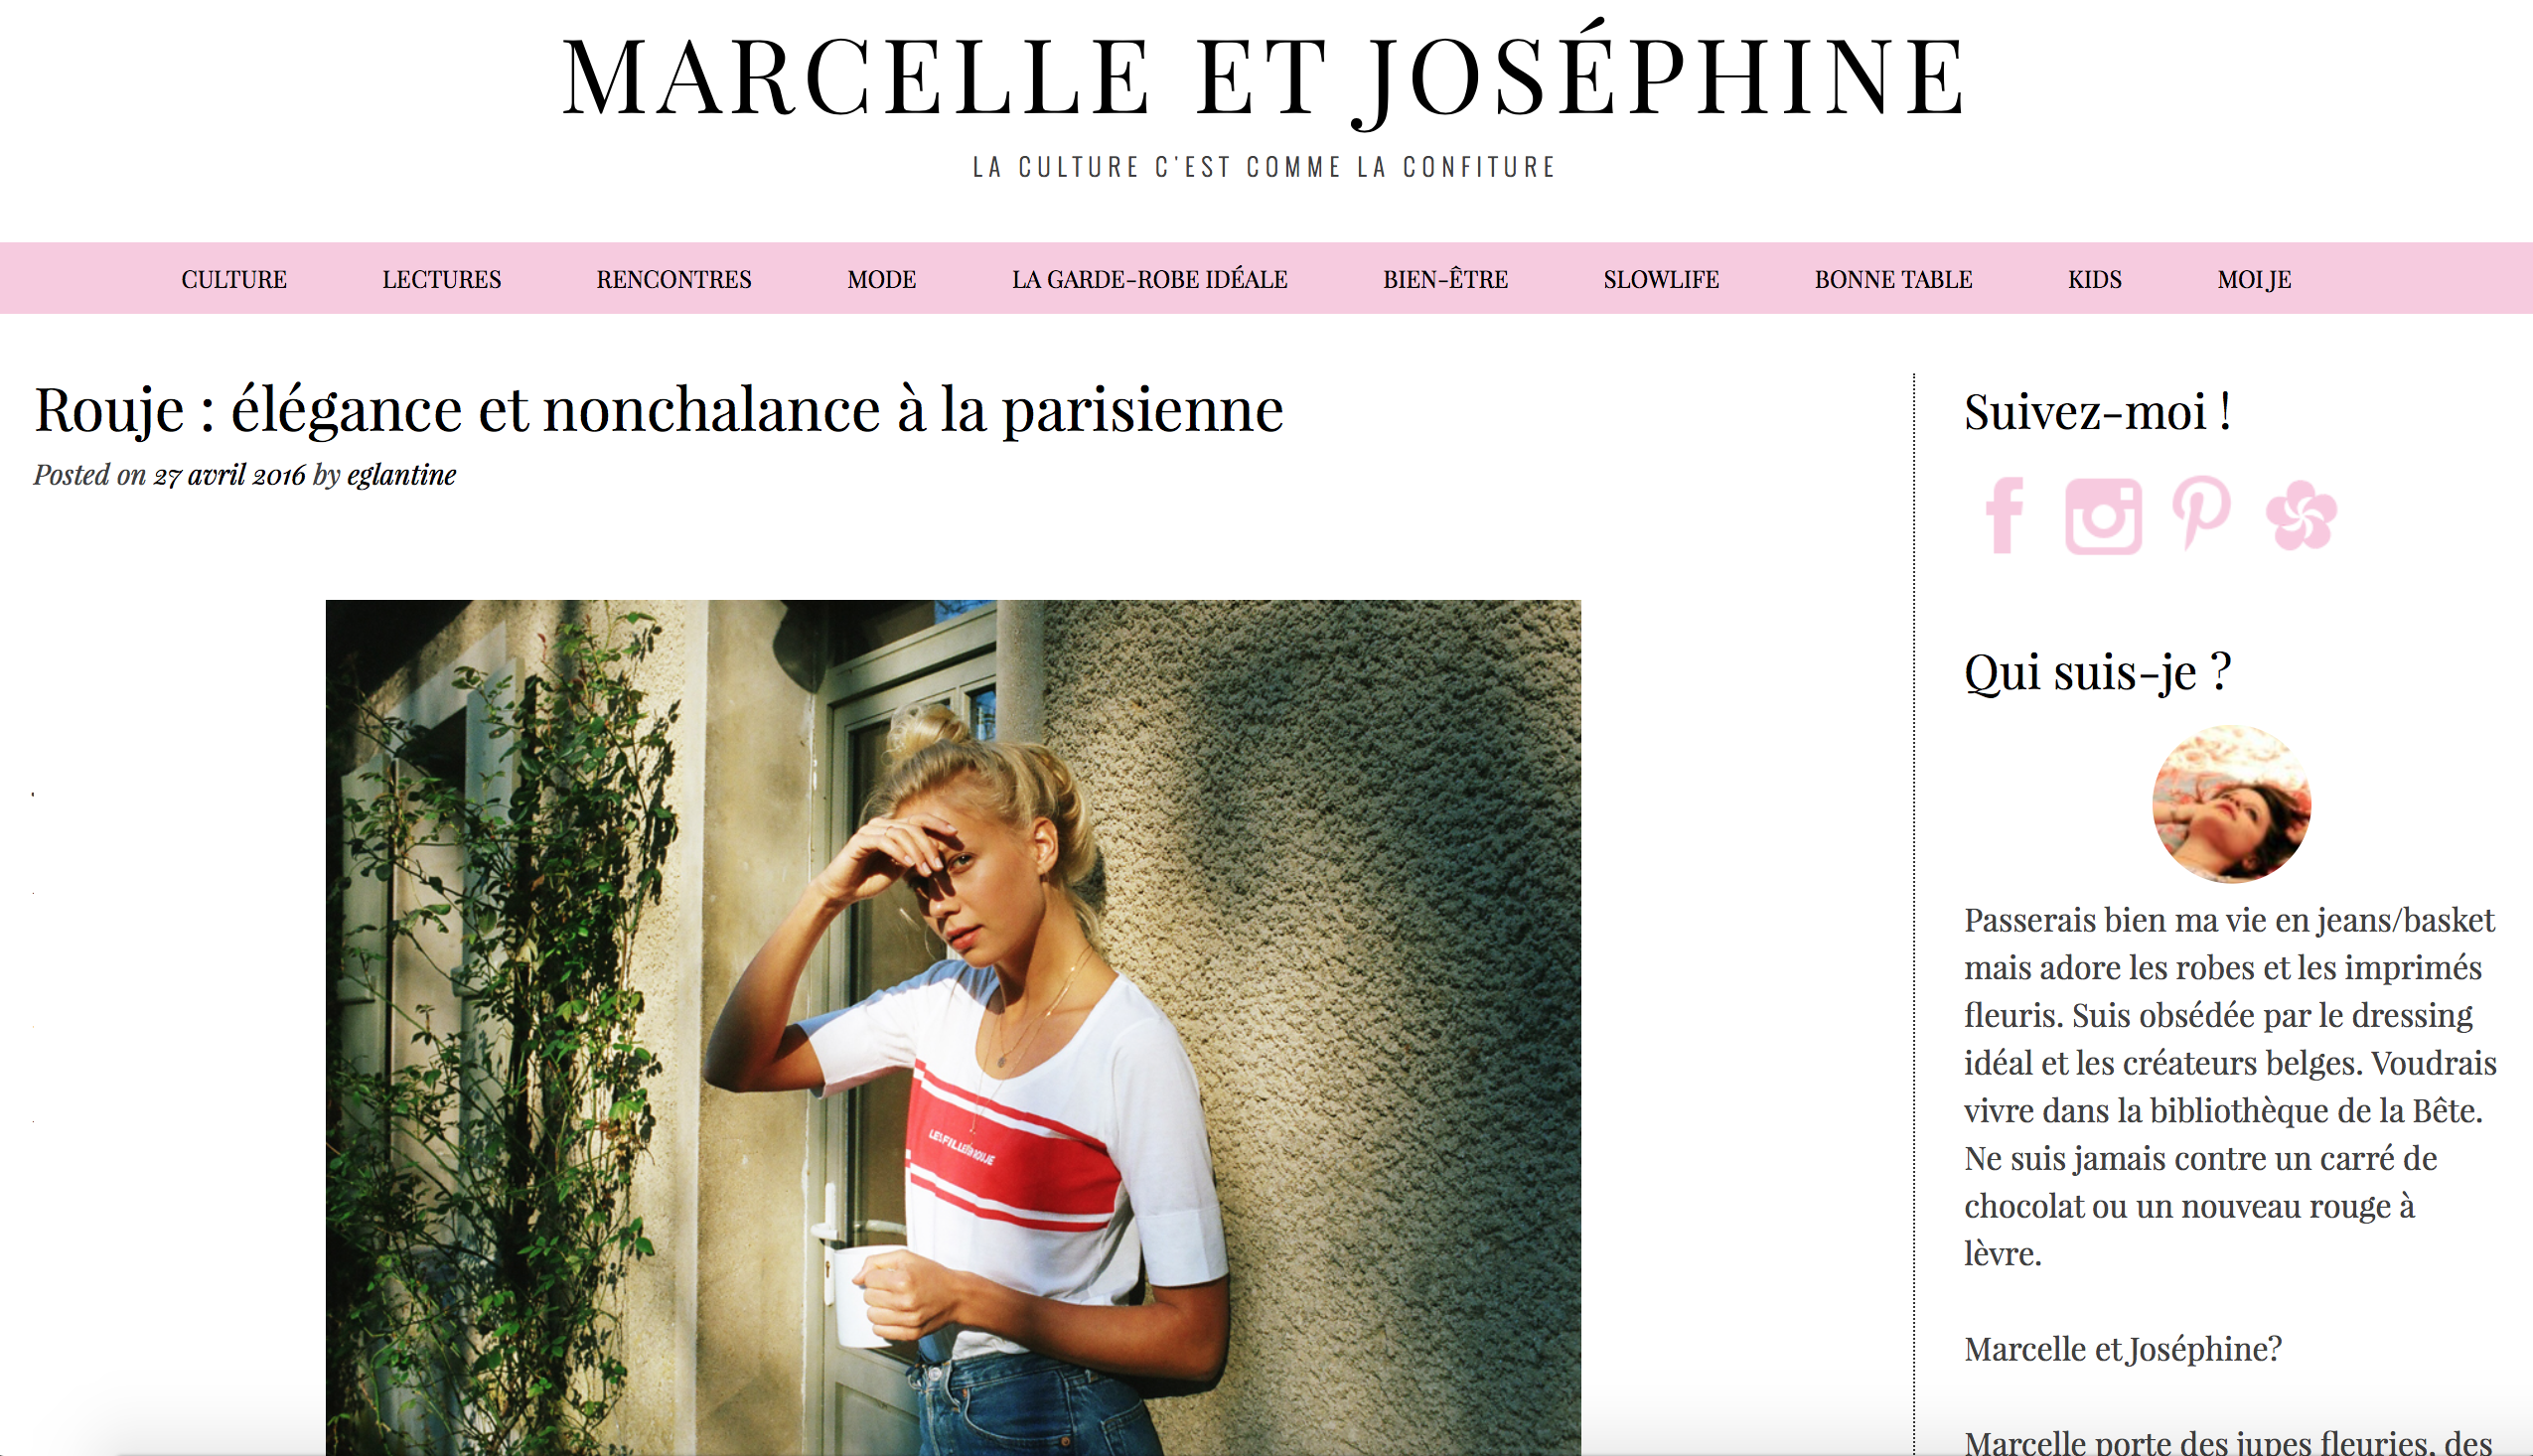 MARCELLE ET JOSÉPHINE
LA CULTURE C'EST COMME LA CONFITURE
CULTURE LECTURES RENCONTRES MODE LA GARDE-ROBE IDÉALE BIEN-ÊTRE SLOWLIFE BONNE TABLE KIDS MOI JE
Rouje : élégance et nonchalance à la parisienne
Posted on 27 avril 2016 by eglantine
LES FILLES EN ROUJE
Suivez-moi !
Qui suis-je ?
Passerais bien ma vie en jeans/basket
mais adore les robes et les imprimés
fleuris. Suis obsédée par le dressing
idéal et les créateurs belges. Voudrais
vivre dans la bibliothèque de la Bête.
Ne suis jamais contre un carré de
chocolat ou un nouveau rouge à
lèvre.
Marcelle et Joséphine?
Marcelle porte des jupes fleuries, des